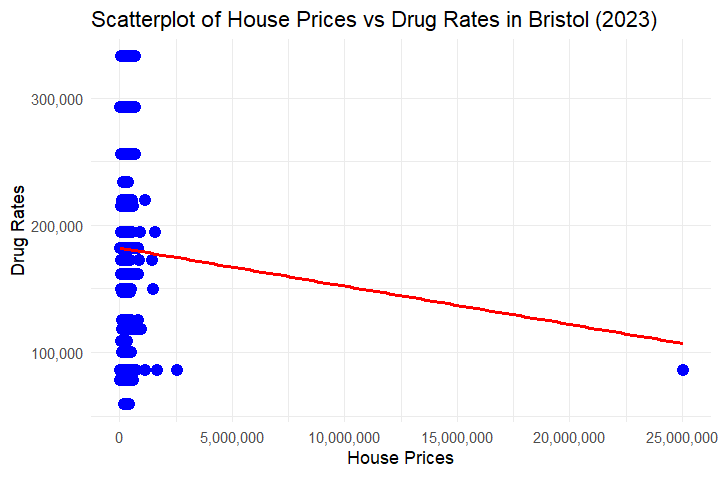 Scatterplot of House Prices vs Drug Rates in Bristol (2023)
Drug Rates
300,000
200,000
100,000
0 5,000,000 10,000,000 15,000,000 20,000,000 25,000,000
House Prices